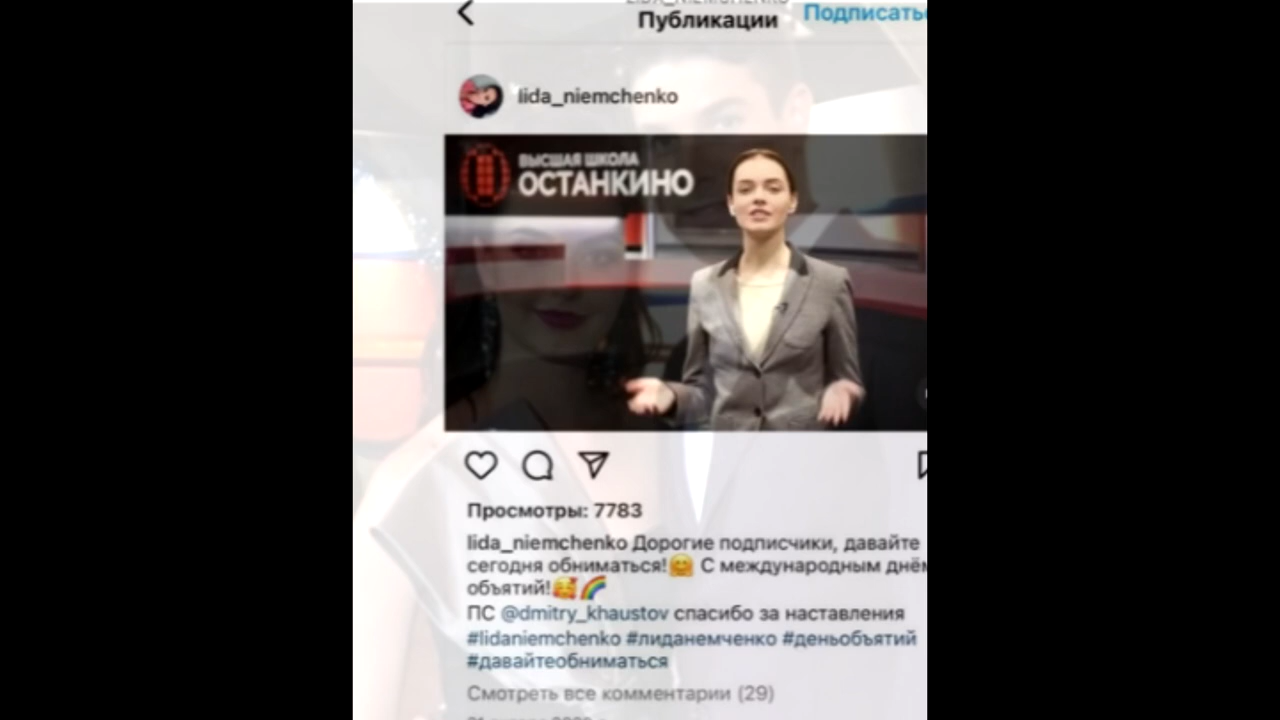 Публикации
Подписаться
lida_niemchenko
ВЫСШАЯ ШКОЛА
ОСТАНКИНО
Просмотры: 7783
lida_niemchenko Дорогие подписчики, давайте
сегодня обниматься!🤗 С международным днём
объятий!🥰🌈
ПС @dmitry_khaustov спасибо за наставления
#lidaniemchenko #лиданемченко #деньобъятий
#давайтеобниматься
Смотреть все комментарии (29)